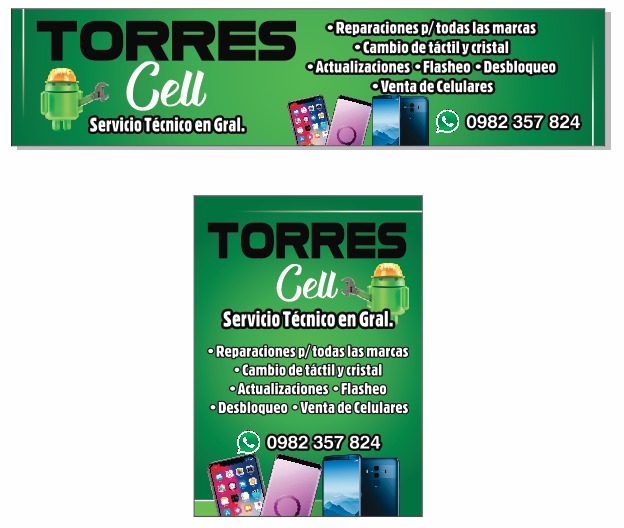 TORRES
Cell
Servicio Técnico en Gral.
• Reparaciones p/ todas las marcas
• Cambio de táctil y cristal
• Actualizaciones • Flasheo • Desbloqueo
• Venta de Celulares
0982 357 824
TORRES
Cell
Servicio Técnico en Gral.
• Reparaciones p/ todas las marcas
• Cambio de táctil y cristal
• Actualizaciones • Flasheo
• Desbloqueo • Venta de Celulares
0982 357 824